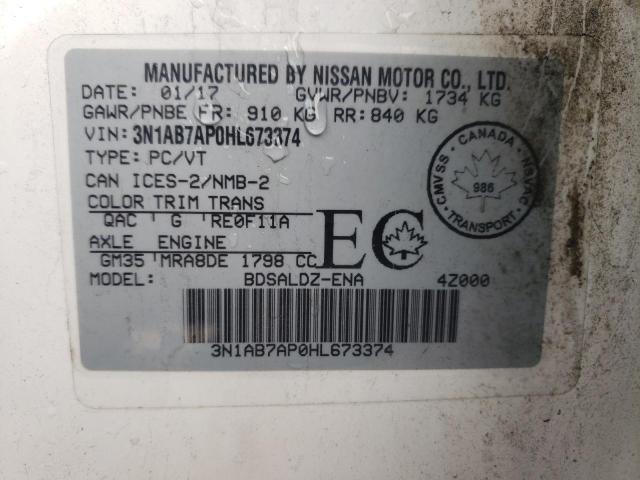 MANUFACTURED BY NISSAN MOTOR CO., LTD.
DATE: 01/17 GVWR/PNBV: 1734 KG
GAWR/PNBE FR: 910 KG RR: 840 KG
VIN: 3N1AB7AP0HL673374
TYPE: PC/VT
CAN ICES-2/NMB-2
COLOR TRIM TRANS
QAC G RE0F11A
AXLE ENGINE
GM35 MRA8DE 1798 CC
EC
MODEL: BDSALDZ-ENA 4Z000
3N1AB7AP0HL673374
CMVSS - CANADA - NSVAC
986
TRANSPORT